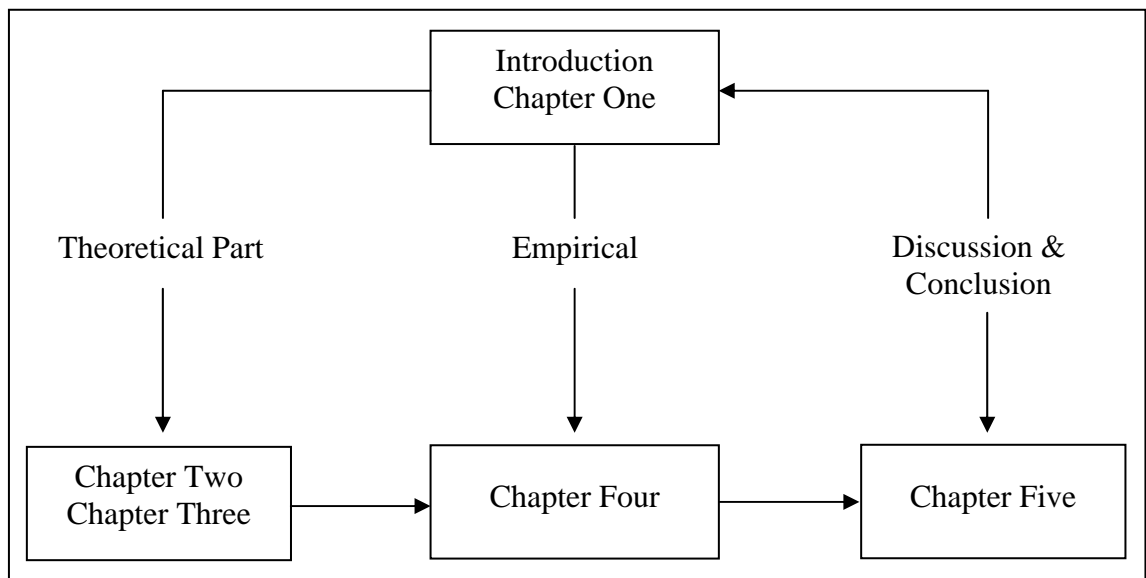 Introduction
Chapter One
Theoretical Part
Empirical
Discussion &
Conclusion
Chapter Two
Chapter Three
Chapter Four
Chapter Five